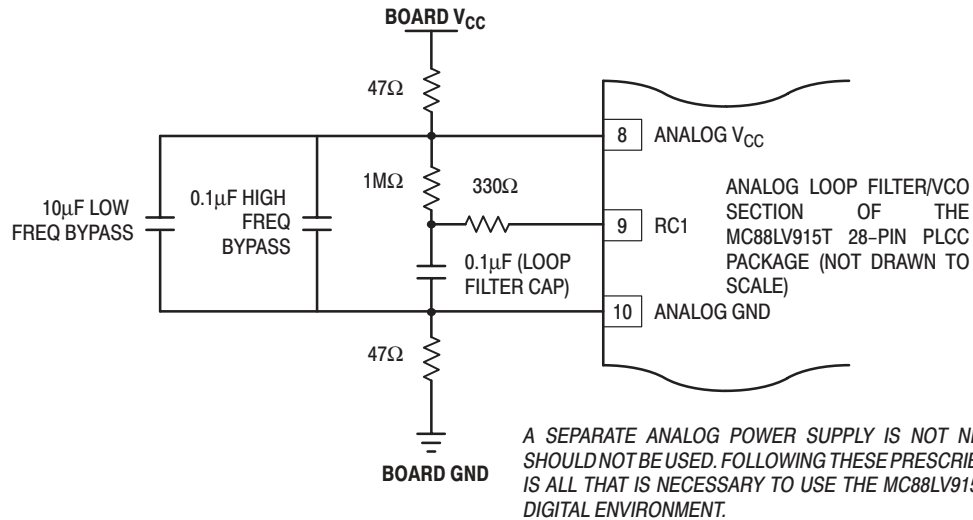 BOARD VCC
47Ω
8 ANALOG VCC
1MΩ
330Ω
10μF LOW
FREQ BYPASS
0.1μF HIGH
FREQ
BYPASS
9 RC1
0.1μF (LOOP
FILTER CAP)
ANALOG LOOP FILTER/VCO
SECTION OF THE
MC88LV915T 28-PIN PLCC
PACKAGE (NOT DRAWN TO
SCALE)
10 ANALOG GND
47Ω
BOARD GND
A SEPARATE ANALOG POWER SUPPLY IS NOT
SHOULD NOT BE USED. FOLLOWING THESE
IS ALL THAT IS NECESSARY TO USE THE
DIGITAL ENVIRONMENT.